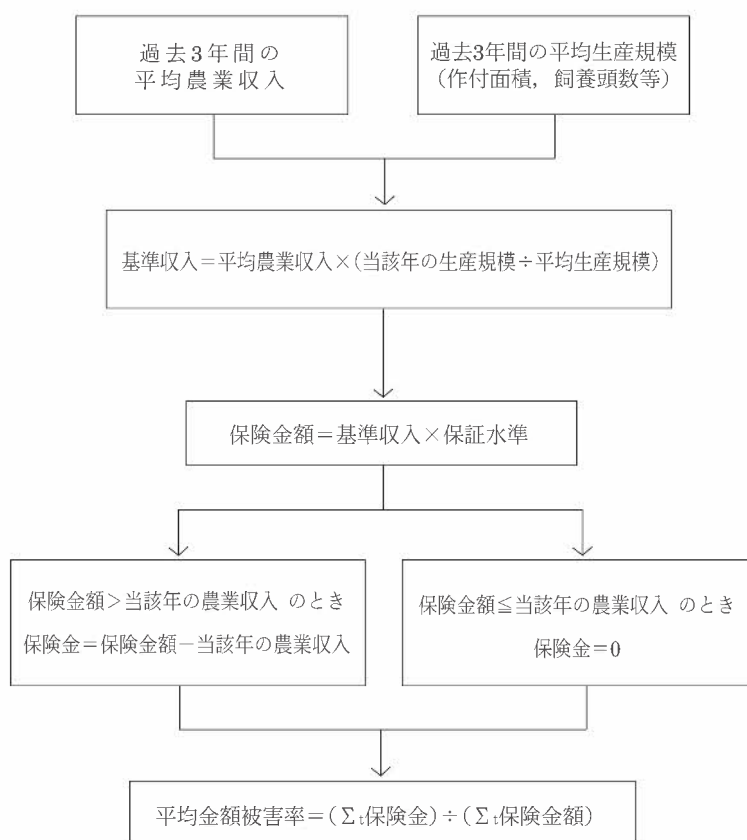 過去3年間の
平均農業収入
過去3年間の平均生産規模
（作付面積，飼養頭数等）
基準収入＝平均農業収入×（当該年の生産規模÷平均生産規模）
保険金額＝基準収入×保証水準
保険金額＞当該年の農業収入 のとき
保険金＝保険金額－当該年の農業収入
保険金額≦当該年の農業収入 のとき
保険金＝0
平均金額被害率＝（Σt保険金）÷（Σt保険金額）